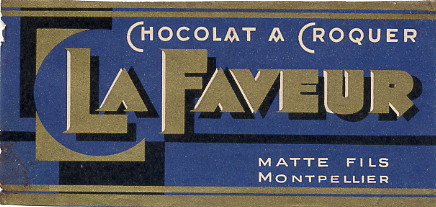 CHOCOLAT A CROQUER
LA FAVEUR
MATTE FILS
MONTPELLIER